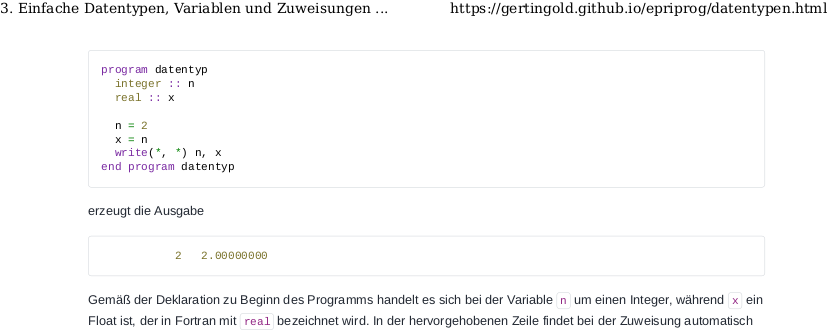 3. Einfache Datentypen, Variablen und Zuweisungen ... https://gertingold.github.io/epriprog/datentypen.html
program datentyp
  integer :: n
  real :: x

  n = 2
  x = n
  write(*, *) n, x
end program datentyp
erzeugt die Ausgabe
2   2.00000000
Gemäß der Deklaration zu Beginn des Programms handelt es sich bei der Variable n um einen Integer, während x ein
Float ist, der in Fortran mit real bezeichnet wird. In der hervorgehobenen Zeile findet bei der Zuweisung automatisch